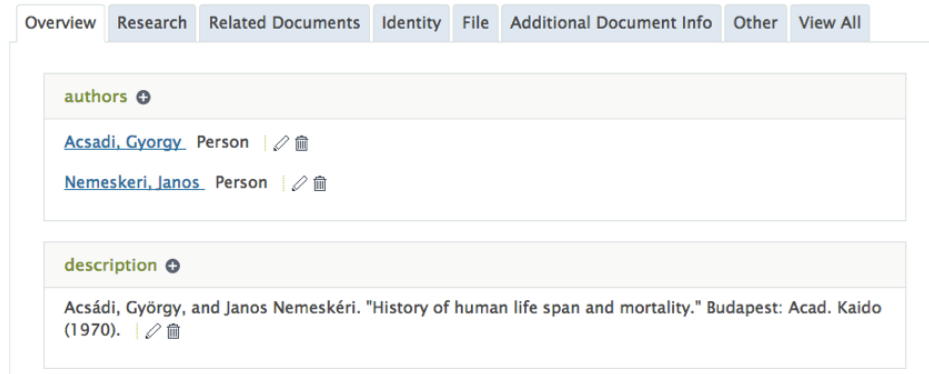 Overview Research Related Documents Identity File Additional Document Info Other View All
authors
Acsadi, Gyorgy Person
Nemeskeri, Janos Person
description
Acsádi, György, and Janos Nemeskéri. "History of human life span and mortality." Budapest: Acad. Kaido
(1970).